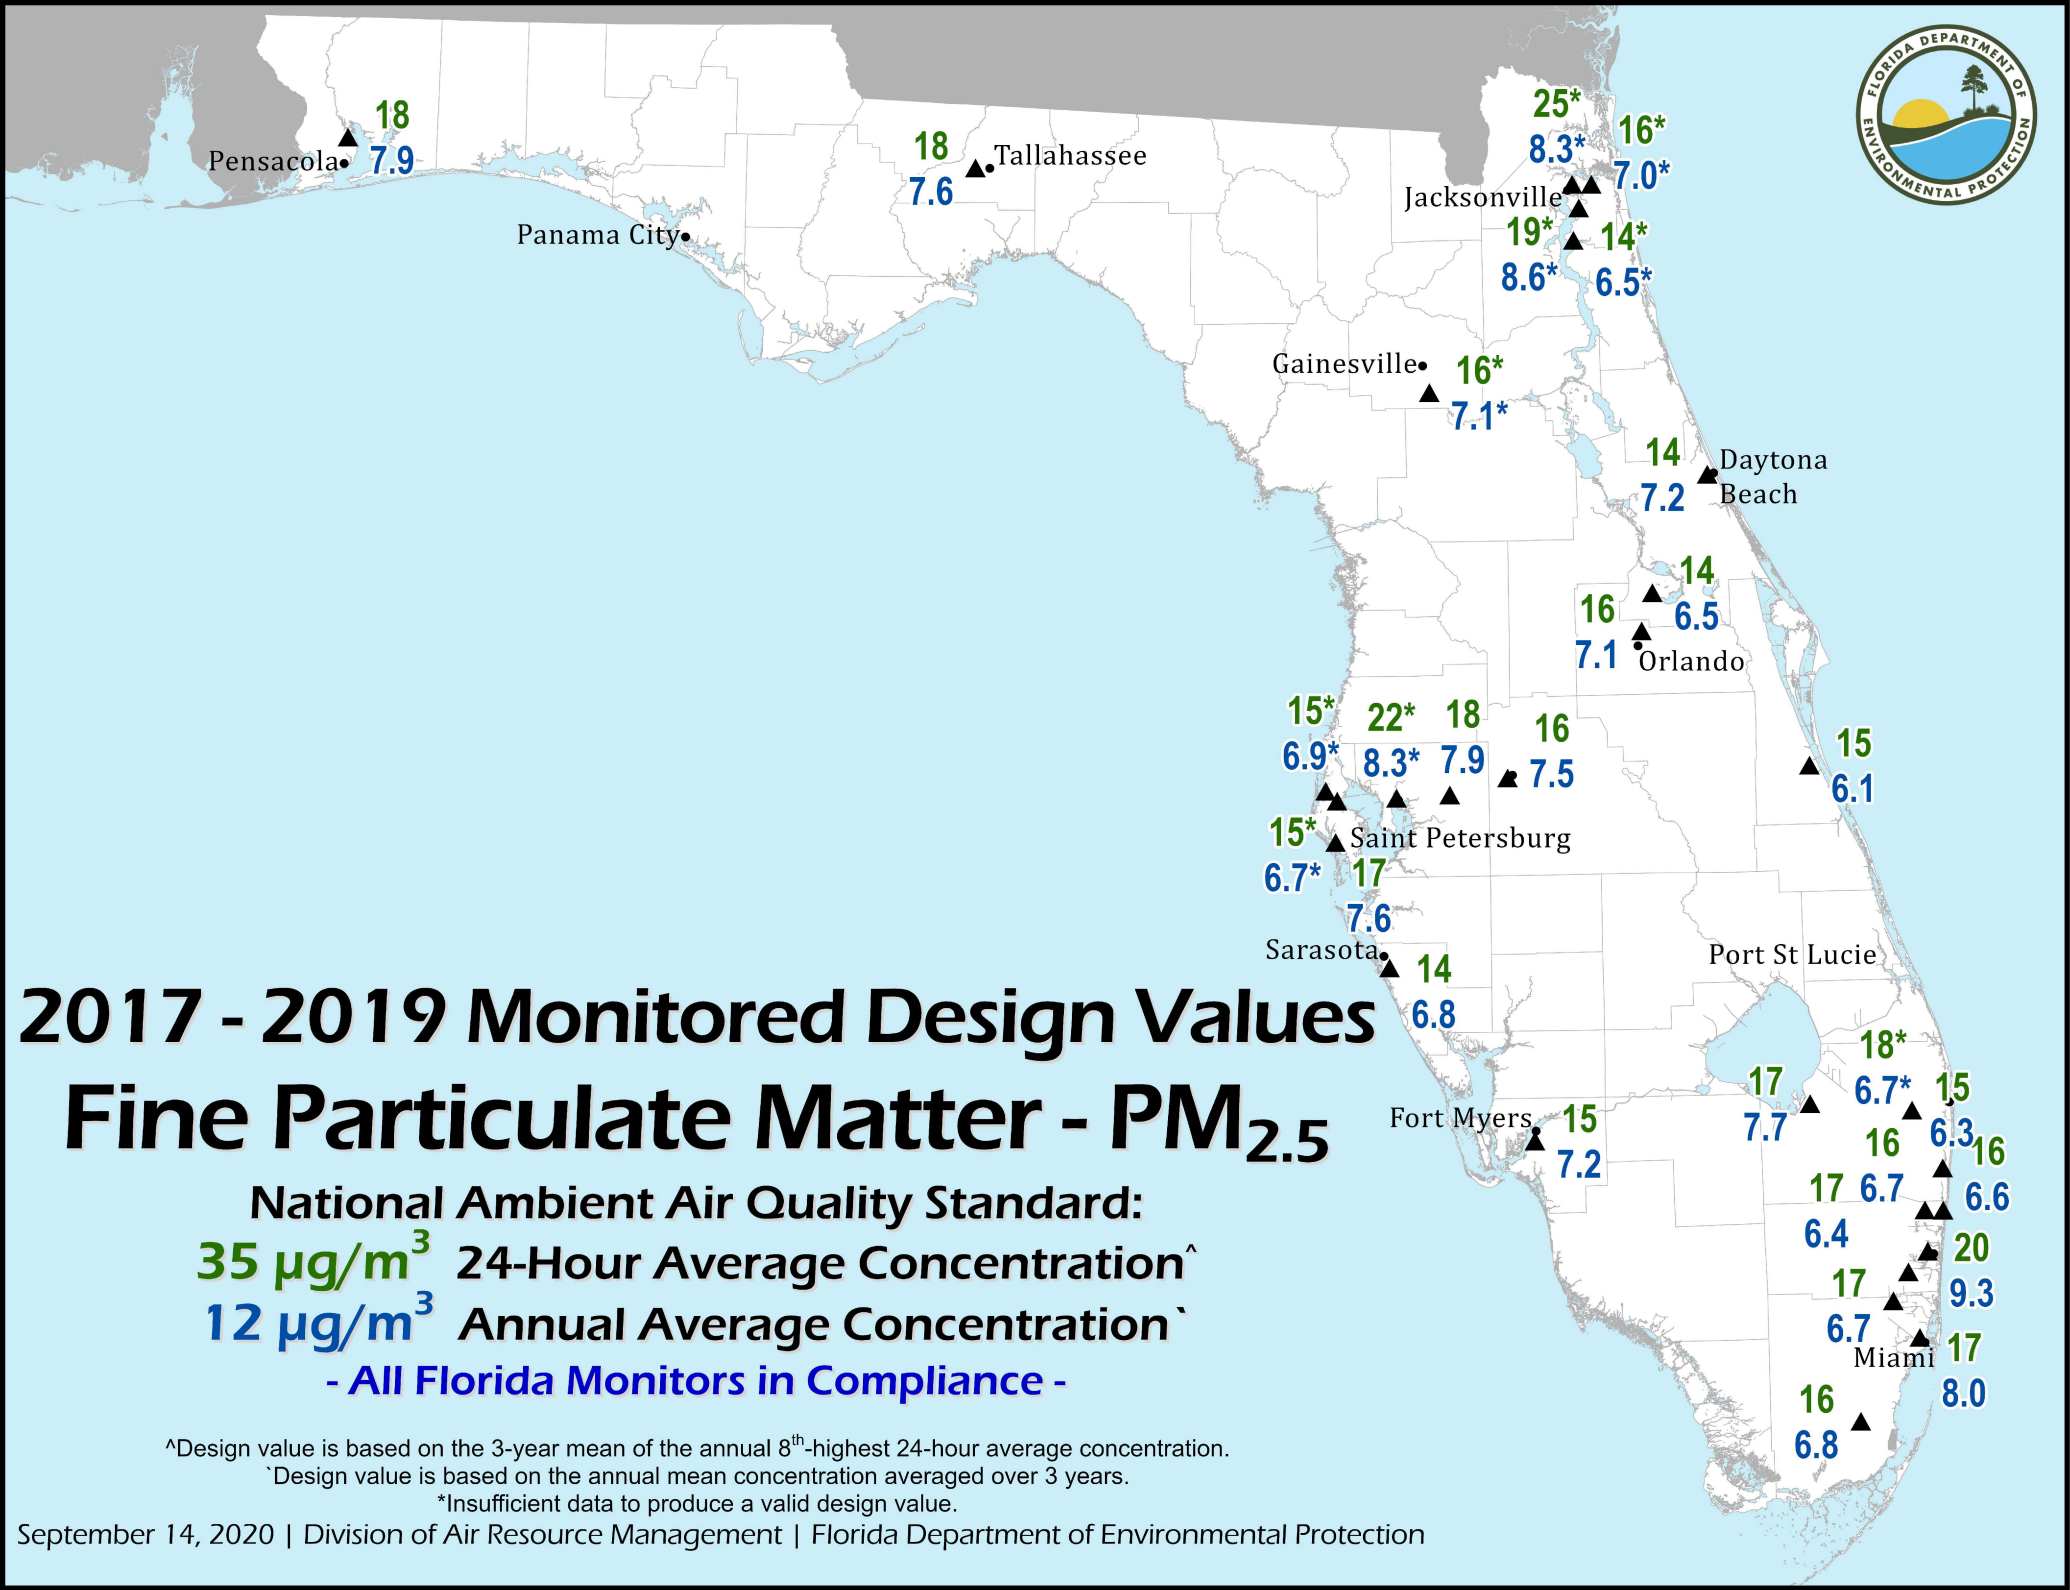 FLORIDA DEPARTMENT OF
ENVIRONMENTAL PROTECTION
18
7.9
Pensacola
Panama City
18
7.6
Tallahassee
25*
8.3*
16*
7.0*
Jacksonville
19*
8.6*
14*
6.5*
Gainesville
16*
7.1*
14
7.2
Daytona
Beach
14
6.5
16
7.1
Orlando
15*
6.9*
22*
8.3*
18
7.9
16
7.5
15
6.1
15*
6.7*
Saint Petersburg
17
7.6
Sarasota
14
6.8
Port St Lucie
18*
6.7*
15
6.3
17
7.7
Fort Myers
15
7.2
16
6.7
16
6.6
17
6.4
20
9.3
17
6.7
Miami
17
8.0
16
6.8
2017 - 2019 Monitored Design Values
Fine Particulate Matter - PM2.5
National Ambient Air Quality Standard:
35 µg/m³ 24-Hour Average Concentration^
12 µg/m³ Annual Average Concentration`
- All Florida Monitors in Compliance -
^Design value is based on the 3-year mean of the annual 8th-highest 24-hour average concentration.
`Design value is based on the annual mean concentration averaged over 3 years.
*Insufficient data to produce a valid design value.
September 14, 2020 | Division of Air Resource Management | Florida Department of Environmental Protection